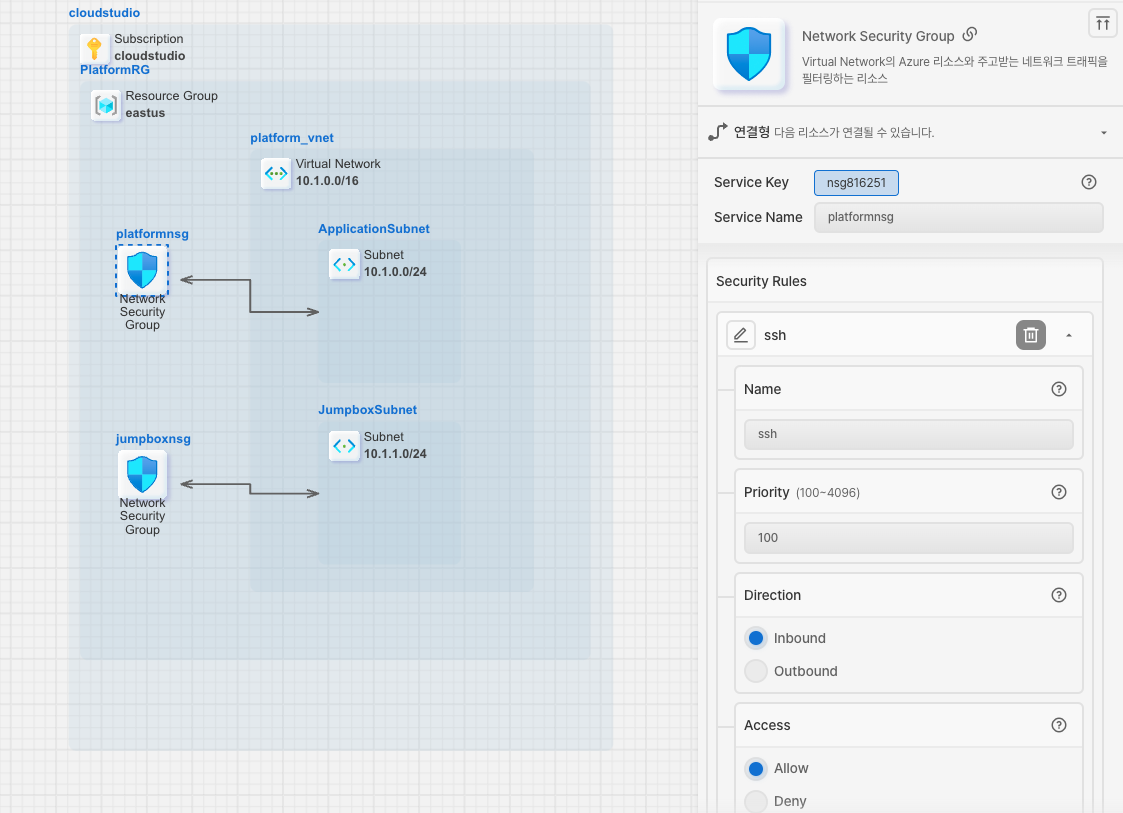 cloudstudio
Subscription
cloudstudio
PlatformRG
Resource Group
eastus
platform_vnet
Virtual Network
10.1.0.0/16
platformnsg
Network
Security
Group
ApplicationSubnet
Subnet
10.1.0.0/24
jumpboxnsg
Network
Security
Group
JumpboxSubnet
Subnet
10.1.1.0/24
Network Security Group
Virtual Network의 Azure 리소스와 주고받는 네트워크 트래픽을
필터링하는 리소스
연결형 다음 리소스가 연결될 수 있습니다.
Service Key nsg816251
Service Name platformnsg
Security Rules
ssh
Name
ssh
Priority (100~4096)
100
Direction
Inbound
Outbound
Access
Allow
Deny